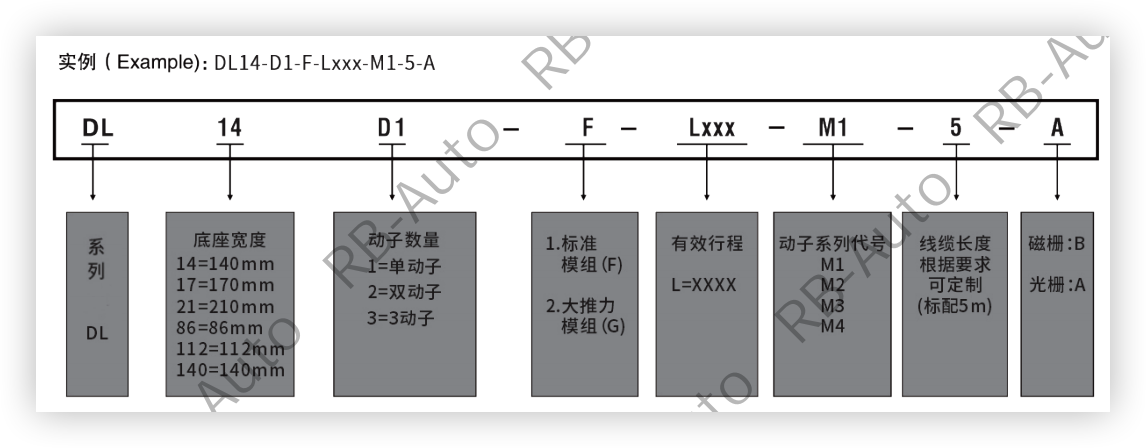 实例（Example）: DL14-D1-F-Lxxx-M1-5-A
DL 14 D1 - F - Lxxx - M1 - 5 - A
系
列
DL
底座宽度
14=140mm
17=170mm
21=210mm
86=86mm
112=112mm
140=140mm
动子数量
1=单动子
2=双动子
3=3动子
1.标准
模组(F)
2.大推力
模组(G)
有效行程
L=XXXX
动子系列代号
M1
M2
M3
M4
线缆长度
根据要求
可定制
(标配5m)
磁栅:B
光栅:A
RB-Auto
RB-Auto
RB-Auto
RB-Auto
Auto
to